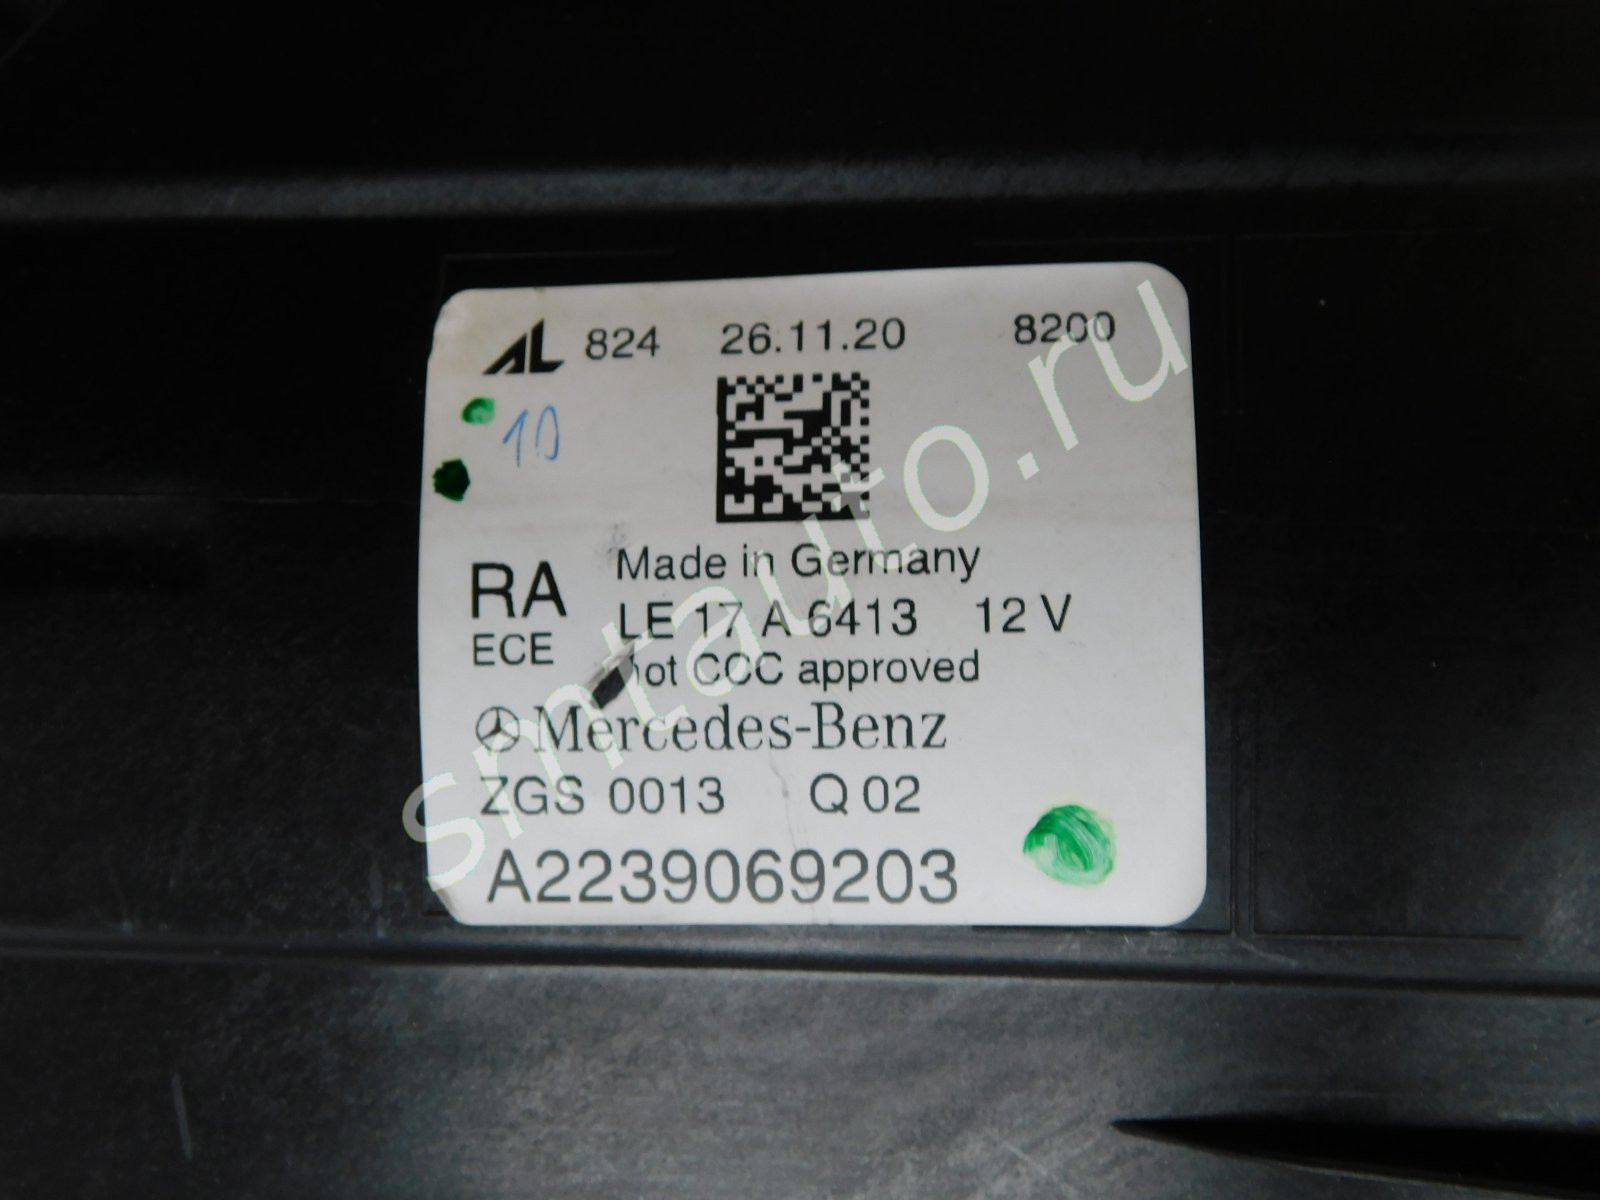 AL 824 26.11.20 8200
10
RA Made in Germany
LE 17 A 6413 12 V
ECE
not CCC approved
Mercedes-Benz
ZGS 0013 Q 02
A2239069203
smtauto.ru